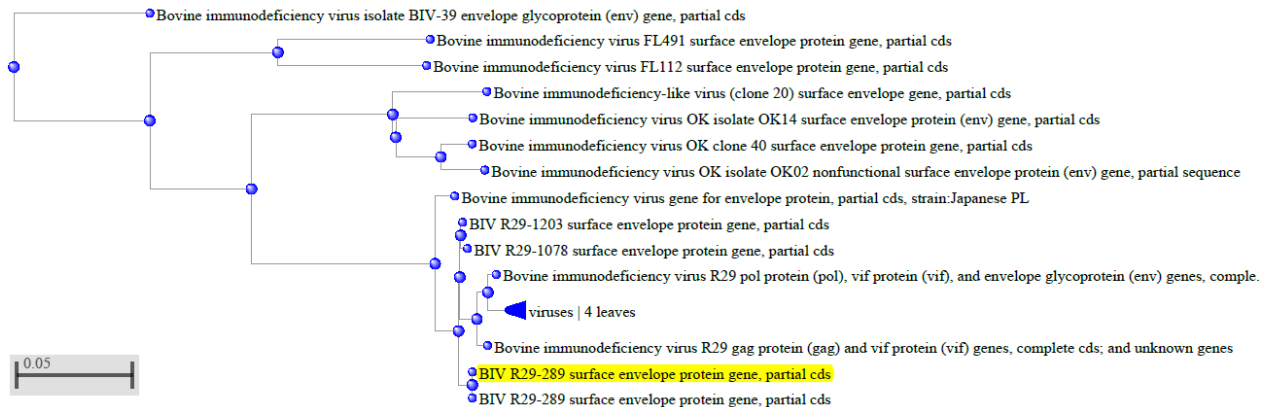 Bovine immunodeficiency virus isolate BIV-39 envelope glycoprotein (env) gene, partial cds
Bovine immunodeficiency virus FL491 surface envelope protein gene, partial cds
Bovine immunodeficiency virus FL112 surface envelope protein gene, partial cds
Bovine immunodeficiency-like virus (clone 20) surface envelope gene, partial cds
Bovine immunodeficiency virus OK isolate OK14 surface envelope protein (env) gene, partial cds
Bovine immunodeficiency virus OK clone 40 surface envelope protein gene, partial cds
Bovine immunodeficiency virus OK isolate OK02 nonfunctional surface envelope protein (env) gene, partial sequence
Bovine immunodeficiency virus gene for envelope protein, partial cds, strain:Japanese PL
BIV R29-1203 surface envelope protein gene, partial cds
BIV R29-1078 surface envelope protein gene, partial cds
Bovine immunodeficiency virus R29 pol protein (pol), vif protein (vif), and envelope glycoprotein (env) genes, comple.
viruses | 4 leaves
Bovine immunodeficiency virus R29 gag protein (gag) and vif protein (vif) genes, complete cds; and unknown genes
0.05
BIV R29-289 surface envelope protein gene, partial cds
BIV R29-289 surface envelope protein gene, partial cds